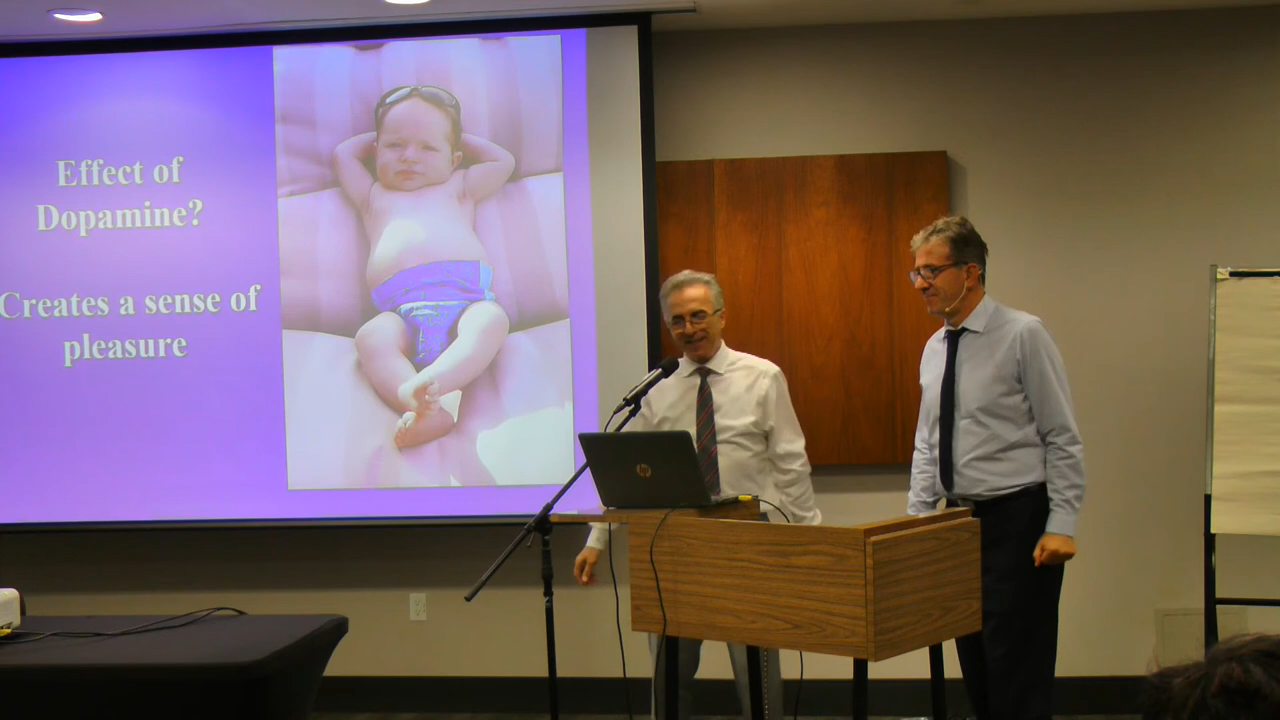 Effect of
Dopamine?
Creates a sense of
pleasure
hp